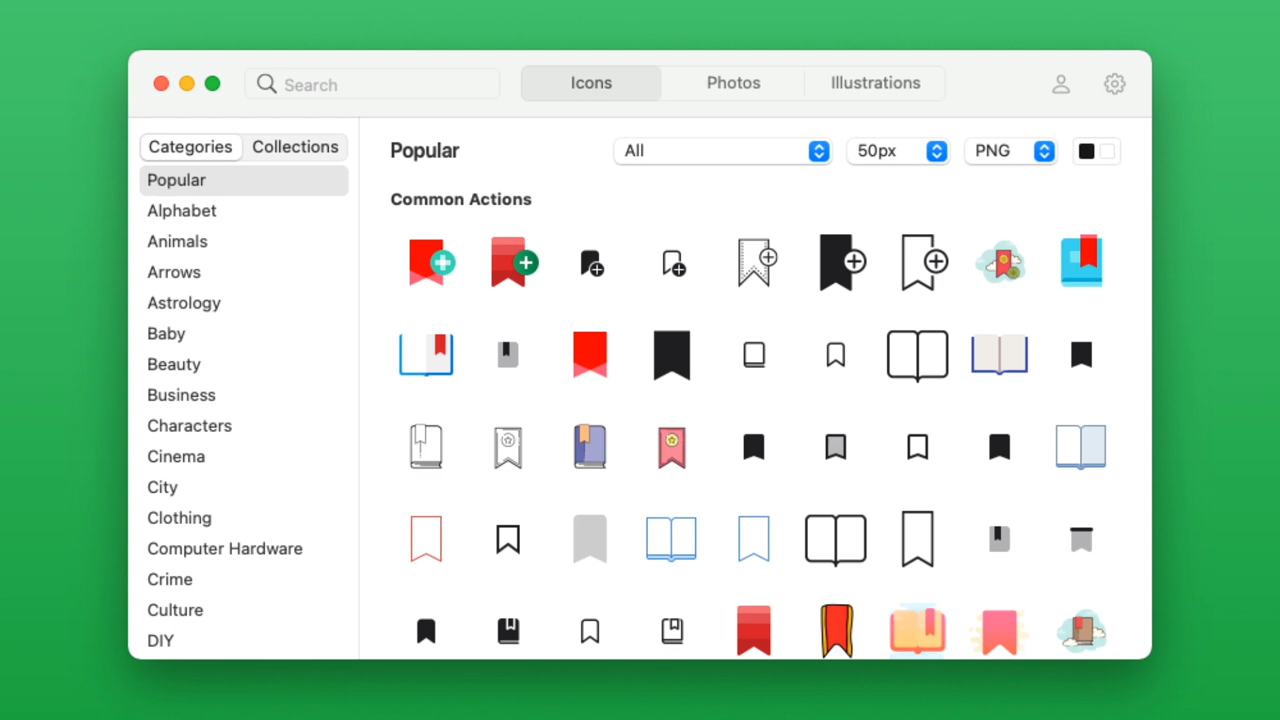 Search
Icons
Photos
Illustrations
Categories
Collections
Popular
Alphabet
Animals
Arrows
Astrology
Baby
Beauty
Business
Characters
Cinema
City
Clothing
Computer Hardware
Crime
Culture
DIY
Popular
All
50px
PNG
Common Actions